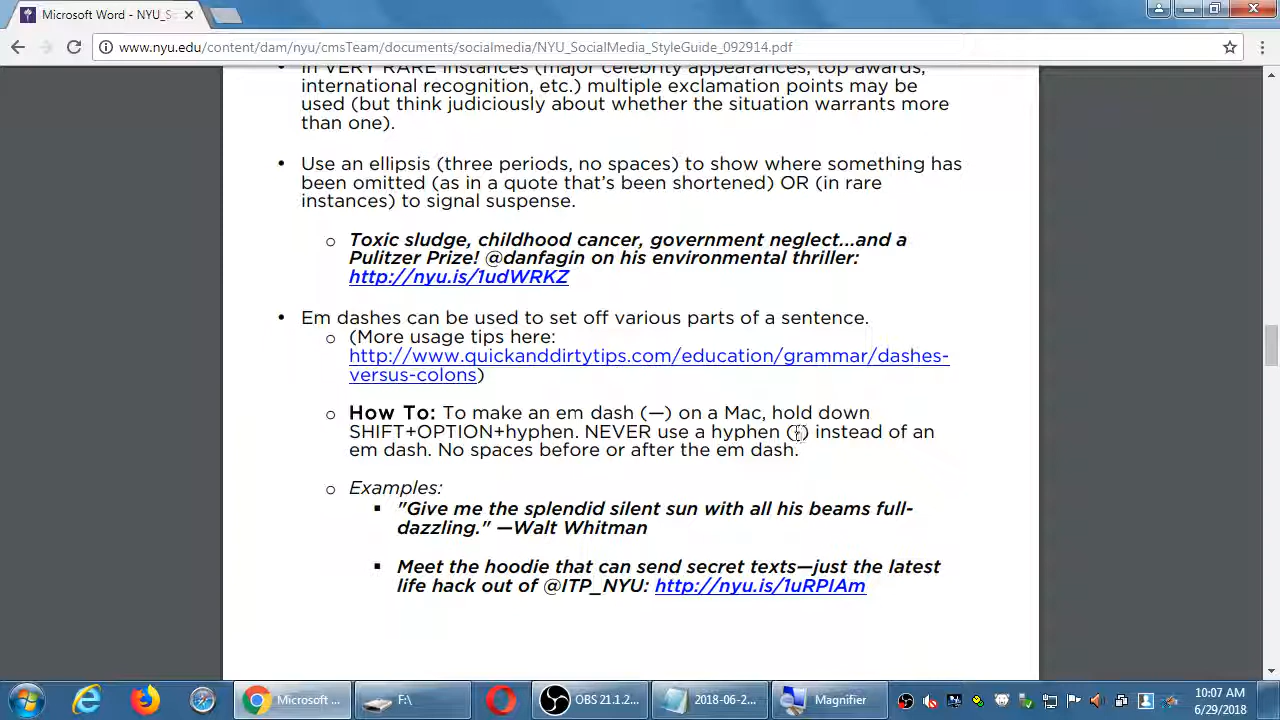 Microsoft Word - NYU_S
www.nyu.edu/content/dam/nyu/cmsTeam/documents/socialmedia/NYU_SocialMedia_StyleGuide_092914.pdf
• In VERY RARE instances (major celebrity appearances, top awards,
international recognition, etc.) multiple exclamation points may be
used (but think judiciously about whether the situation warrants more
than one).
• Use an ellipsis (three periods, no spaces) to show where something has
been omitted (as in a quote that's been shortened) OR (in rare
instances) to signal suspense.
o Toxic sludge, childhood cancer, government neglect...and a
Pulitzer Prize! @danfagin on his environmental thriller:
http://nyu.is/1udWRKZ
• Em dashes can be used to set off various parts of a sentence.
o (More usage tips here:
http://www.quickanddirtytips.com/education/grammar/dashes-
versus-colons)
o How To: To make an em dash (—) on a Mac, hold down
SHIFT+OPTION+hyphen. NEVER use a hyphen (-) instead of an
em dash. No spaces before or after the em dash.
o Examples:
▪ "Give me the splendid silent sun with all his beams full-
dazzling." —Walt Whitman
▪ Meet the hoodie that can send secret texts—just the latest
life hack out of @ITP_NYU: http://nyu.is/1uRPIAm
Microsoft ...
F:\
OBS 21.1.2...
2018-06-2...
Magnifier
10:07 AM
6/29/2018